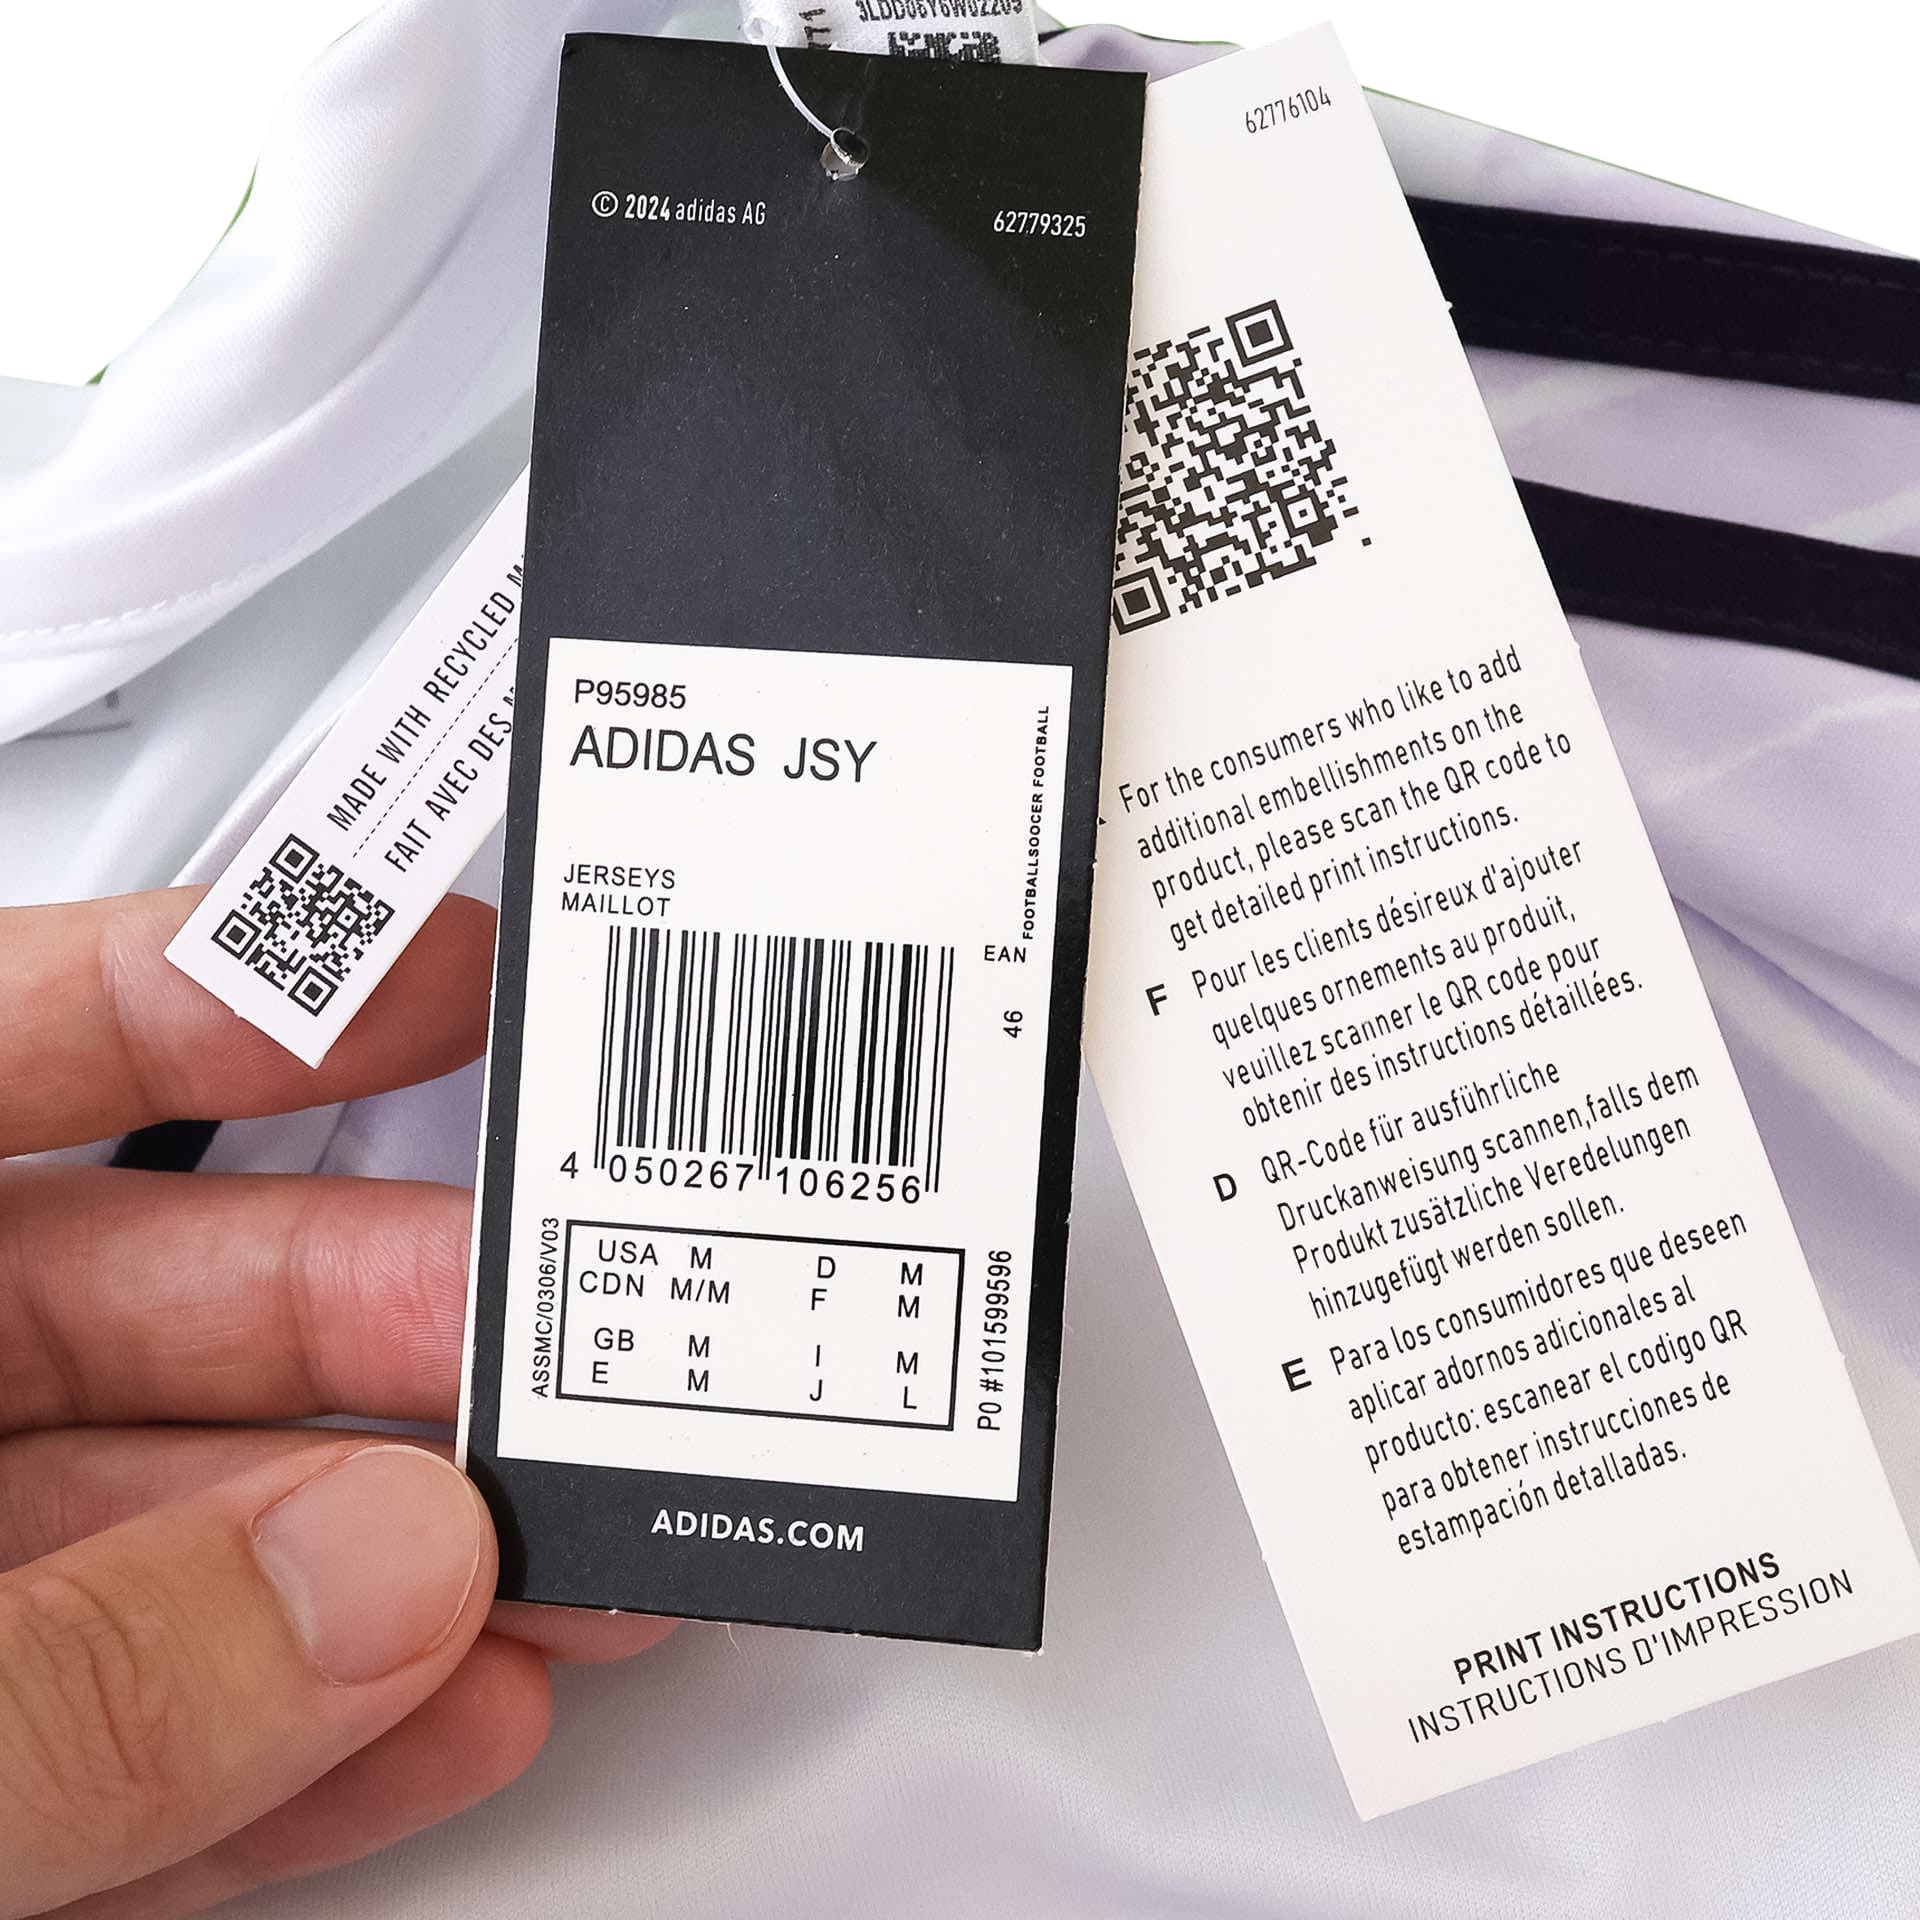 3LDD06Y6W02209
771
© 2024 adidas AG
62779325
P95985
ADIDAS JSY
FOOTBALLSOCCER FOOTBALL
JERSEYS
MAILLOT
EAN
46
4 050267 106256
ASSMC/0306/V03
USA M D M
CDN M/M F M
GB M I M
E M J L
PO #101599596
ADIDAS.COM
MADE WITH RECYCLED
FAIT AVEC DES
62776104
For the consumers who like to add
additional embellishments on the
product, please scan the QR code to
get detailed print instructions.
F Pour les clients désireux d'ajouter
quelques ornements au produit,
veuillez scanner le QR code pour
obtenir des instructions détaillées.
D QR-Code für ausführliche
Druckanweisung scannen,falls dem
Produkt zusätzliche Veredelungen
hinzugefügt werden sollen.
E Para los consumidores que deseen
aplicar adornos adicionales al
producto: escanear el codigo QR
para obtener instrucciones de
estampación detalladas.
PRINT INSTRUCTIONS
INSTRUCTIONS D'IMPRESSION